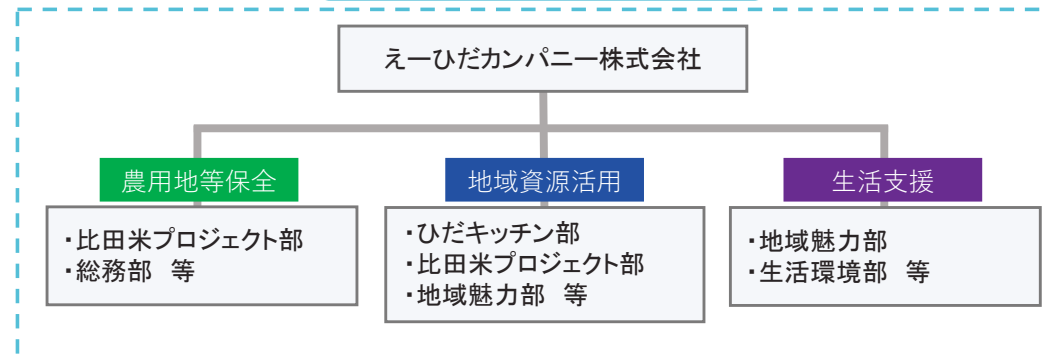 えーひだカンパニー株式会社
農用地等保全
・比田米プロジェクト部
・総務部　等
地域資源活用
・ひだキッチン部
・比田米プロジェクト部
・地域魅力部　等
生活支援
・地域魅力部
・生活環境部　等